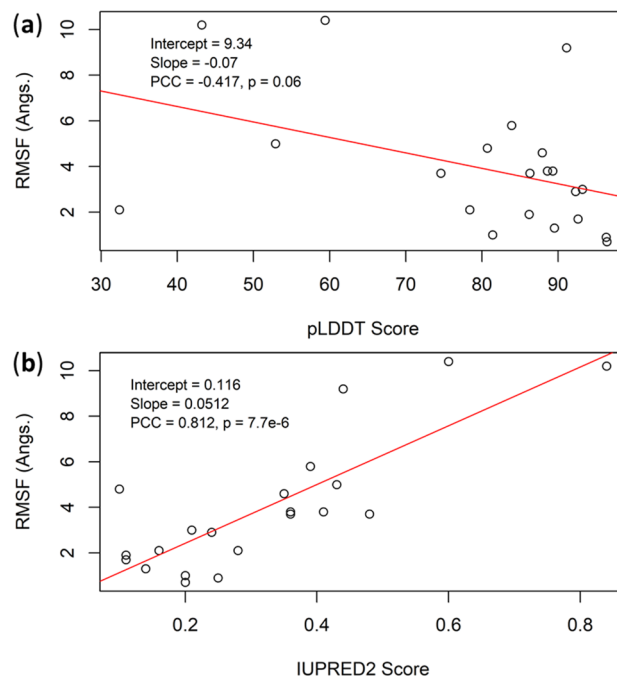 (a)
10
8
6
4
2
RMSF (Angs.)
Intercept = 9.34
Slope = -0.07
PCC = -0.417, p = 0.06
30 40 50 60 70 80 90
pLDDT Score
(b)
10
8
6
4
2
RMSF (Angs.)
Intercept = 0.116
Slope = 0.0512
PCC = 0.812, p = 7.7e-6
0.2 0.4 0.6 0.8
IUPRED2 Score